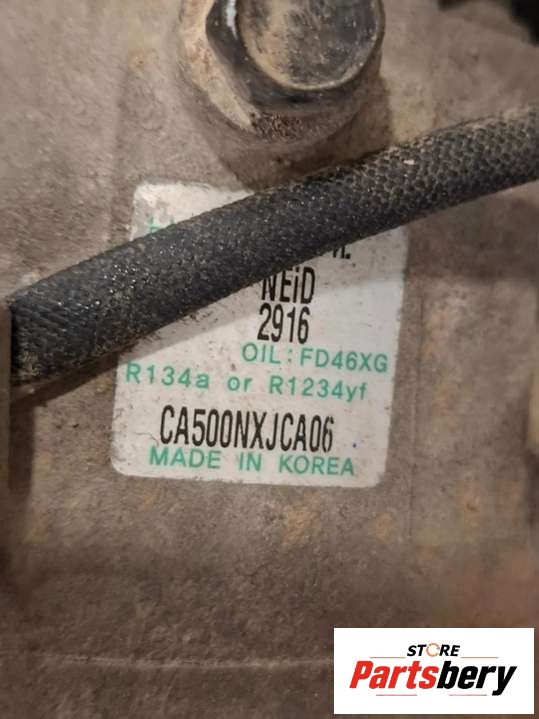 NEiD
2916
OIL: FD46XG
R134a or R1234yf
CA500NXJCA06
MADE IN KOREA
STORE
Partsbery